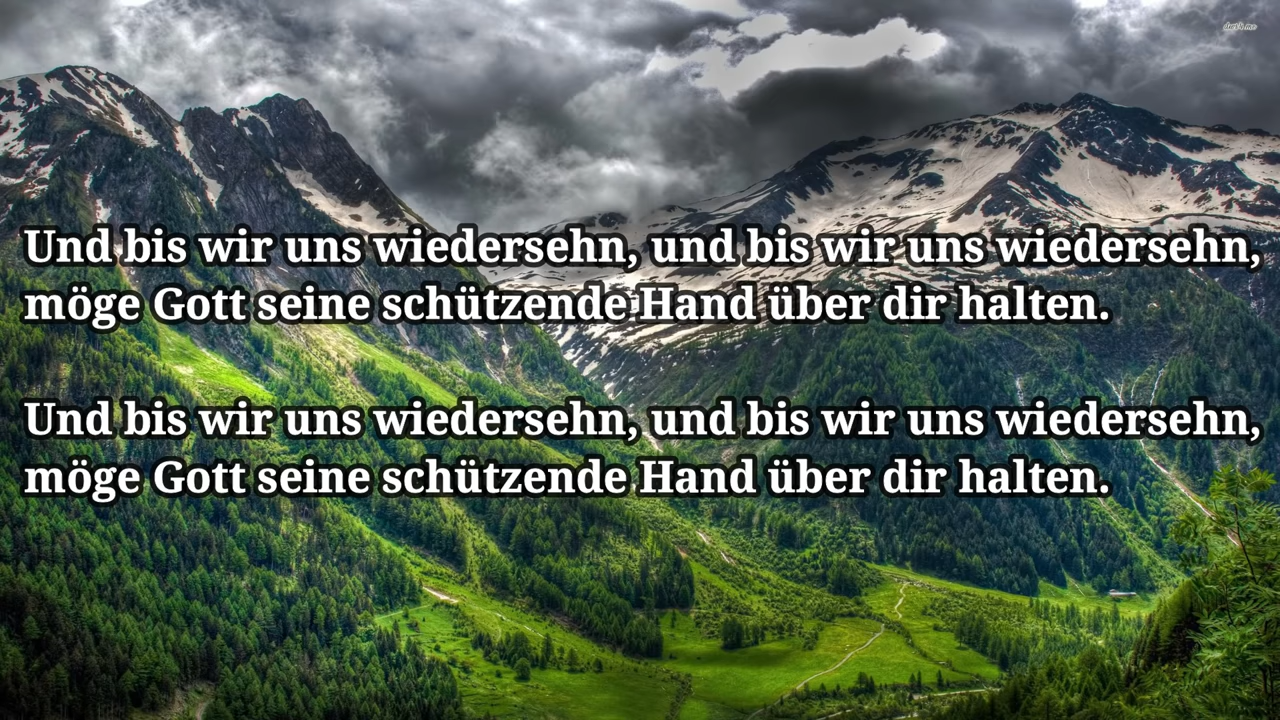 Und bis wir uns wiedersehn, und bis wir uns wiedersehn,
möge Gott seine schützende Hand über dir halten.
Und bis wir uns wiedersehn, und bis wir uns wiedersehn,
möge Gott seine schützende Hand über dir halten.